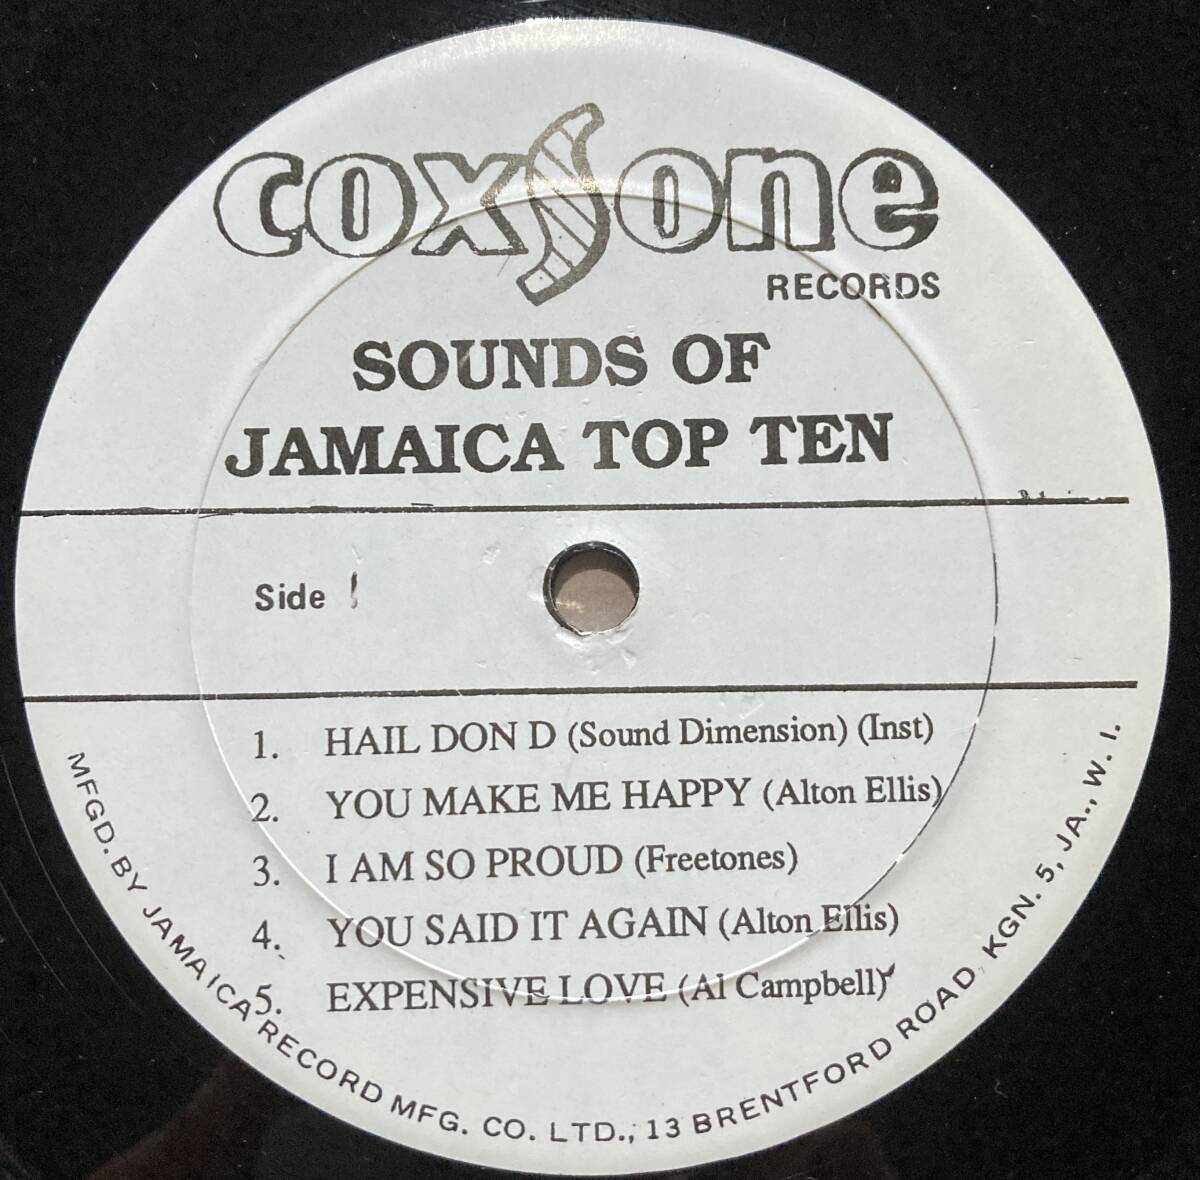 coxsone
RECORDS
SOUNDS OF
JAMAICA TOP TEN
Side 1
1. HAIL DON D (Sound Dimension) (Inst)
2. YOU MAKE ME HAPPY (Alton Ellis)
3. I AM SO PROUD (Freetones)
4. YOU SAID IT AGAIN (Alton Ellis)
5. EXPENSIVE LOVE (Al Campbell)
MFGD. BY JAMAICA RECORD MFG. CO. LTD., 13 BRENTFORD ROAD, KGN. 5, JA., W. I.